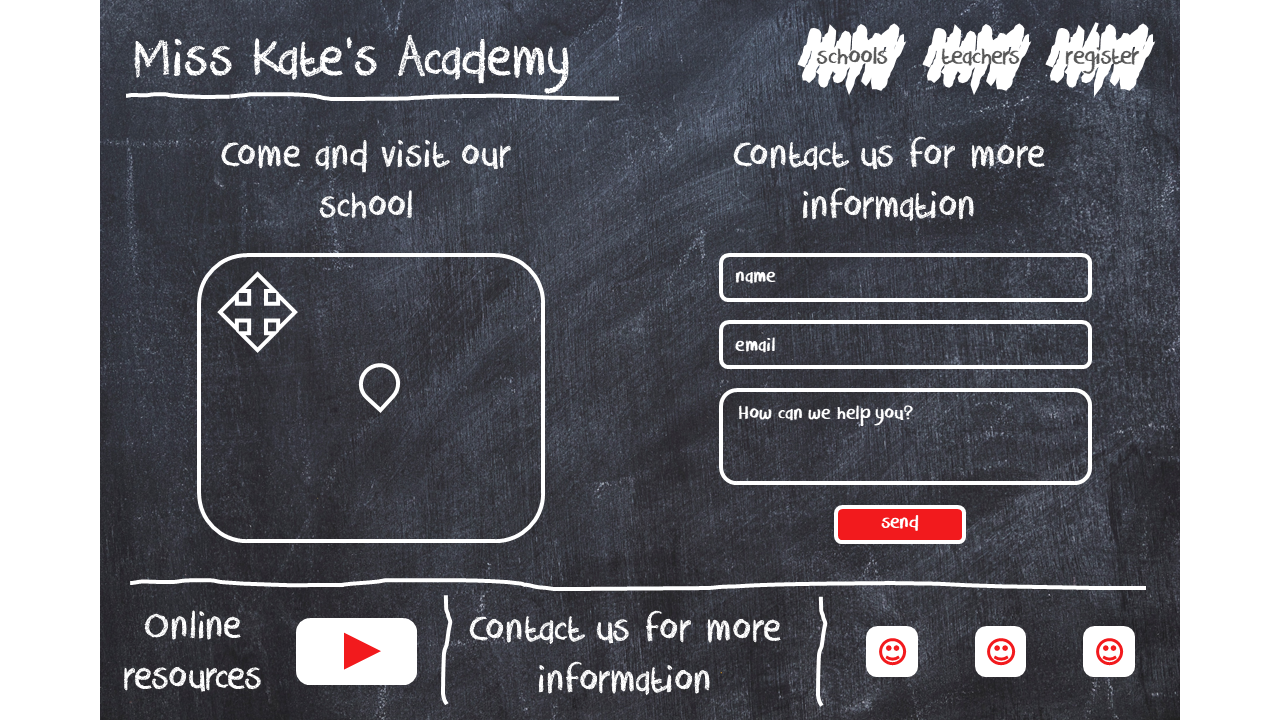 Miss Kate's Academy
schools
teachers
register
Come and visit our
school
Contact us for more
information
name
email
How can we help you?
send
Online
resources
Contact us for more
information